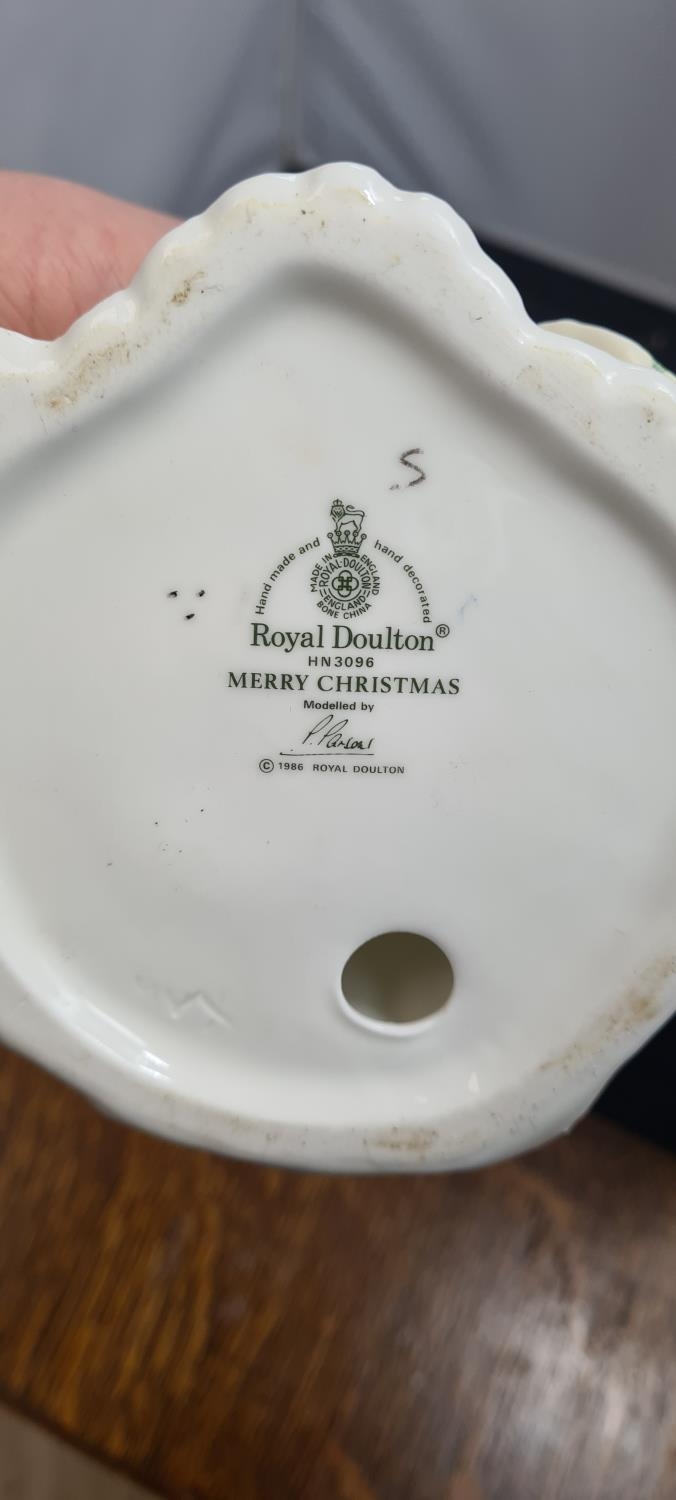 S
Hand made and hand decorated
MADE IN ENGLAND
ROYAL·DOULTON
ENGLAND
BONE CHINA
Royal Doulton®
HN3096
MERRY CHRISTMAS
Modelled by
P. Parsons
© 1986 ROYAL DOULTON